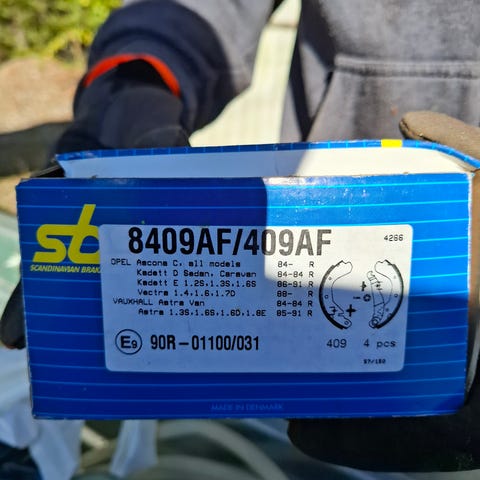 sb
SCANDINAVIAN BRAKE
8409AF/409AF
4266
OPEL Ascona C, all models 84- R
Kadett D Sedan, Caravan 84-84 R
Kadett E 1.2S,1.3S,1.6S 86-91 R
Vectra 1.4,1.6,1.7D 88- R
VAUXHALL Astra Van 84-84 R
Astra 1.3S,1.6S,1.6D,1.8E 85-91 R
E9 90R-01100/031
409 4 pcs
57/180
MADE IN DENMARK